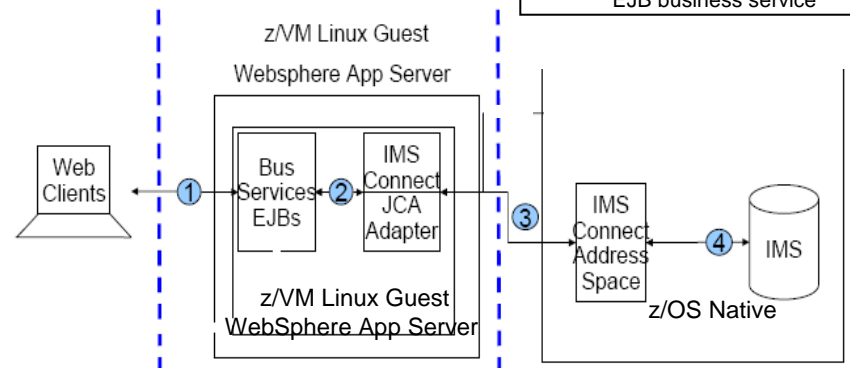 EJB business service
z/VM Linux Guest
Websphere App Server
Web
Clients
1
Bus
Services
EJBs
2
IMS
Connect
JCA
Adapter
3
IMS
Connect
Address
Space
4
IMS
z/VM Linux Guest
WebSphere App Server
z/OS Native